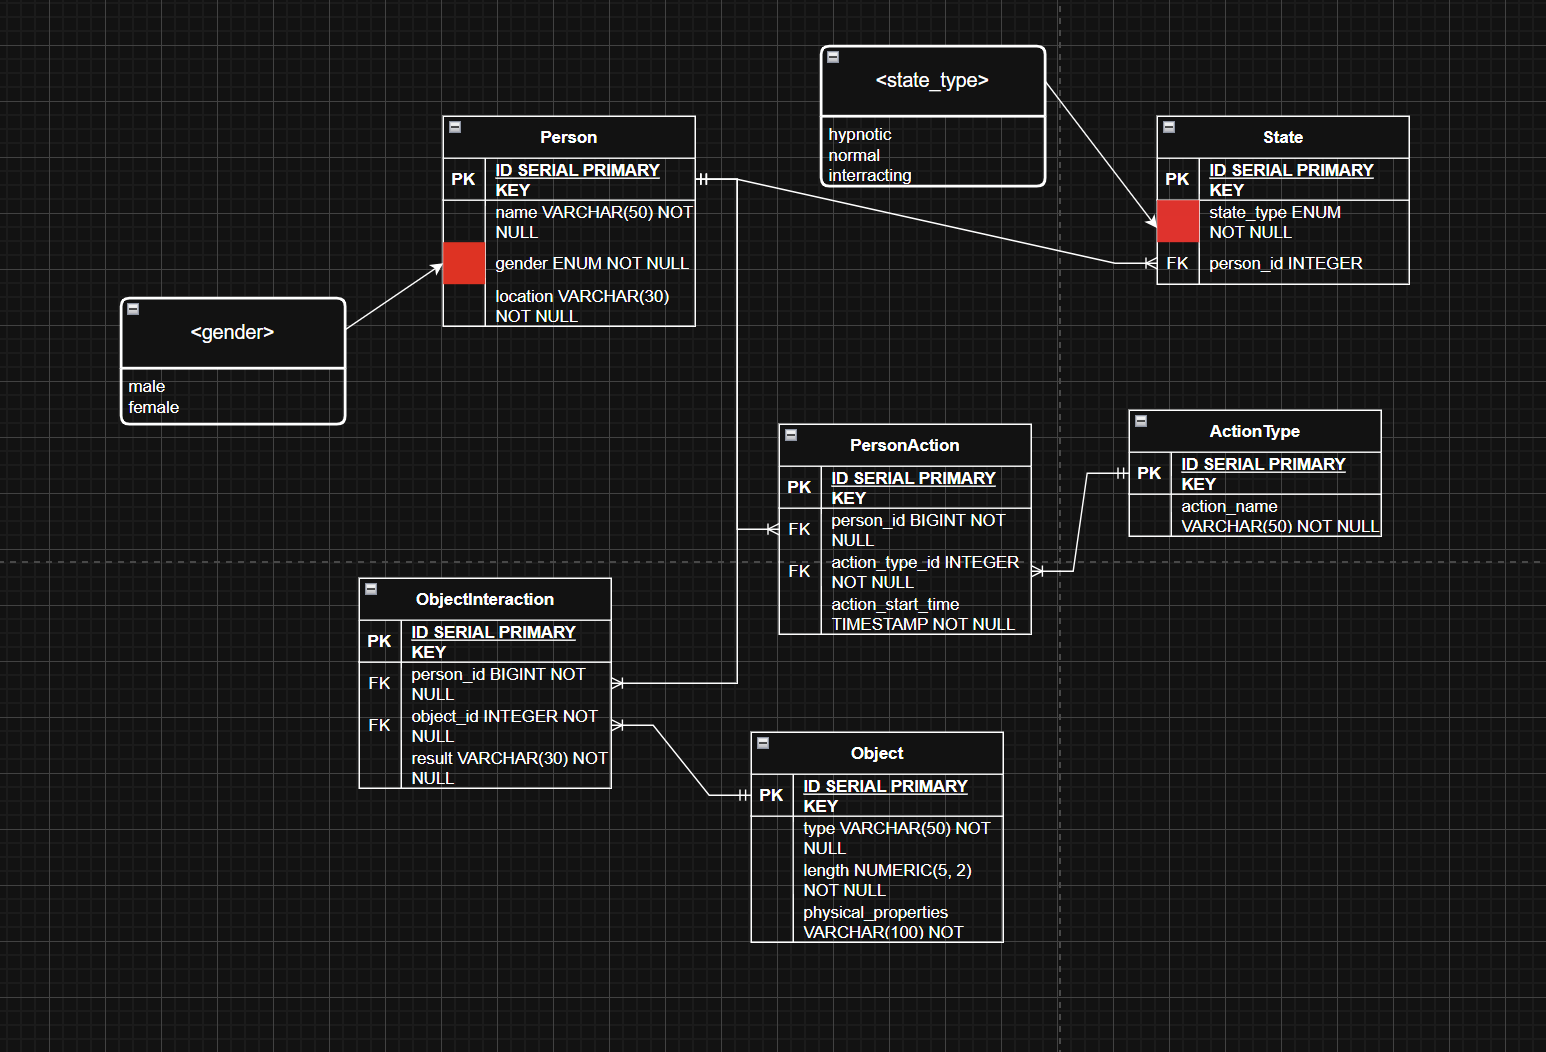 <state_type>
hypnotic
normal
interracting
Person
PK
ID SERIAL PRIMARY
KEY
name VARCHAR(50) NOT
NULL
gender ENUM NOT NULL
location VARCHAR(30)
NOT NULL
State
PK
ID SERIAL PRIMARY
KEY
state_type ENUM
NOT NULL
FK
person_id INTEGER
<gender>
male
female
PersonAction
PK
ID SERIAL PRIMARY
KEY
FK
person_id BIGINT NOT
NULL
FK
action_type_id INTEGER
NOT NULL
action_start_time
TIMESTAMP NOT NULL
ActionType
PK
ID SERIAL PRIMARY
KEY
action_name
VARCHAR(50) NOT NULL
ObjectInteraction
PK
ID SERIAL PRIMARY
KEY
FK
person_id BIGINT NOT
NULL
FK
object_id INTEGER NOT
NULL
result VARCHAR(30) NOT
NULL
Object
PK
ID SERIAL PRIMARY
KEY
type VARCHAR(50) NOT
NULL
length NUMERIC(5, 2)
NOT NULL
physical_properties
VARCHAR(100) NOT